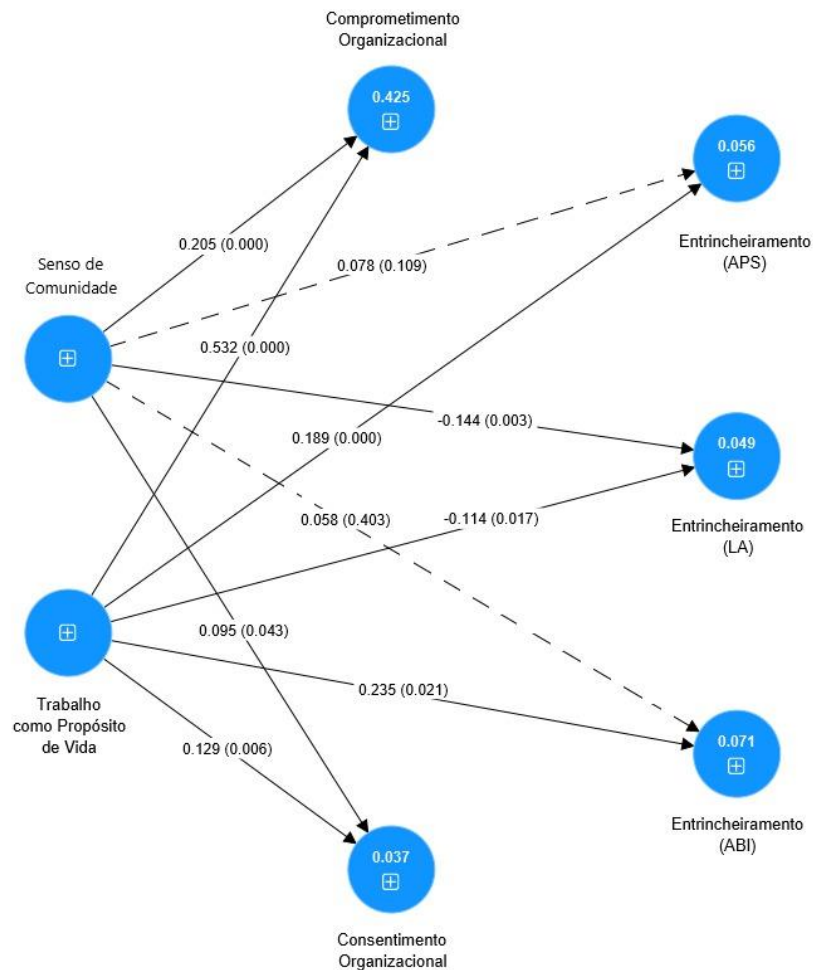 Comprometimento
Organizacional
0.425
0.056
Entrincheiramento
(APS)
0.205 (0.000)
0.078 (0.109)
Senso de
Comunidade
0.532 (0.000)
-0.144 (0.003)
0.049
0.189 (0.000)
-0.114 (0.017)
Entrincheiramento
(LA)
0.058 (0.403)
0.095 (0.043)
0.235 (0.021)
Trabalho
como Propósito
de Vida
0.129 (0.006)
0.071
Entrincheiramento
(ABI)
0.037
Consentimento
Organizacional